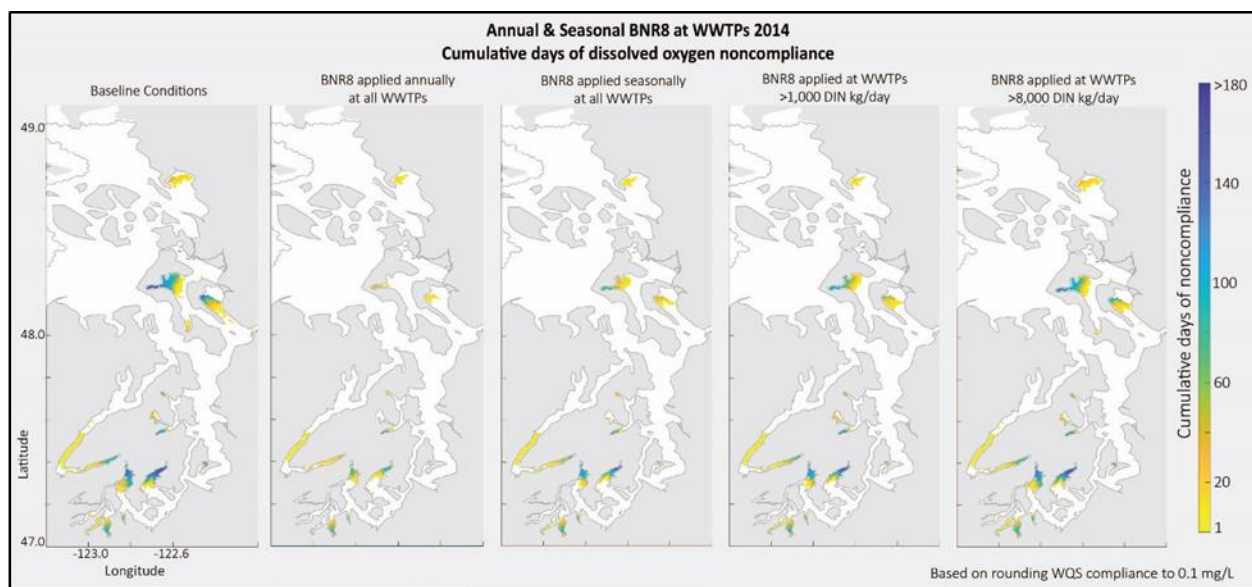 Annual & Seasonal BNR8 at WWTPs 2014
Cumulative days of dissolved oxygen noncompliance
Baseline Conditions
BNR8 applied annually
at all WWTPs
BNR8 applied seasonally
at all WWTPs
BNR8 applied at WWTPs
>1,000 DIN kg/day
BNR8 applied at WWTPs
>8,000 DIN kg/day
49.0
48.0
47.0
Latitude
-123.0 -122.6
Longitude
>180
140
100
60
20
1
Cumulative days of noncompliance
Based on rounding WQS compliance to 0.1 mg/L